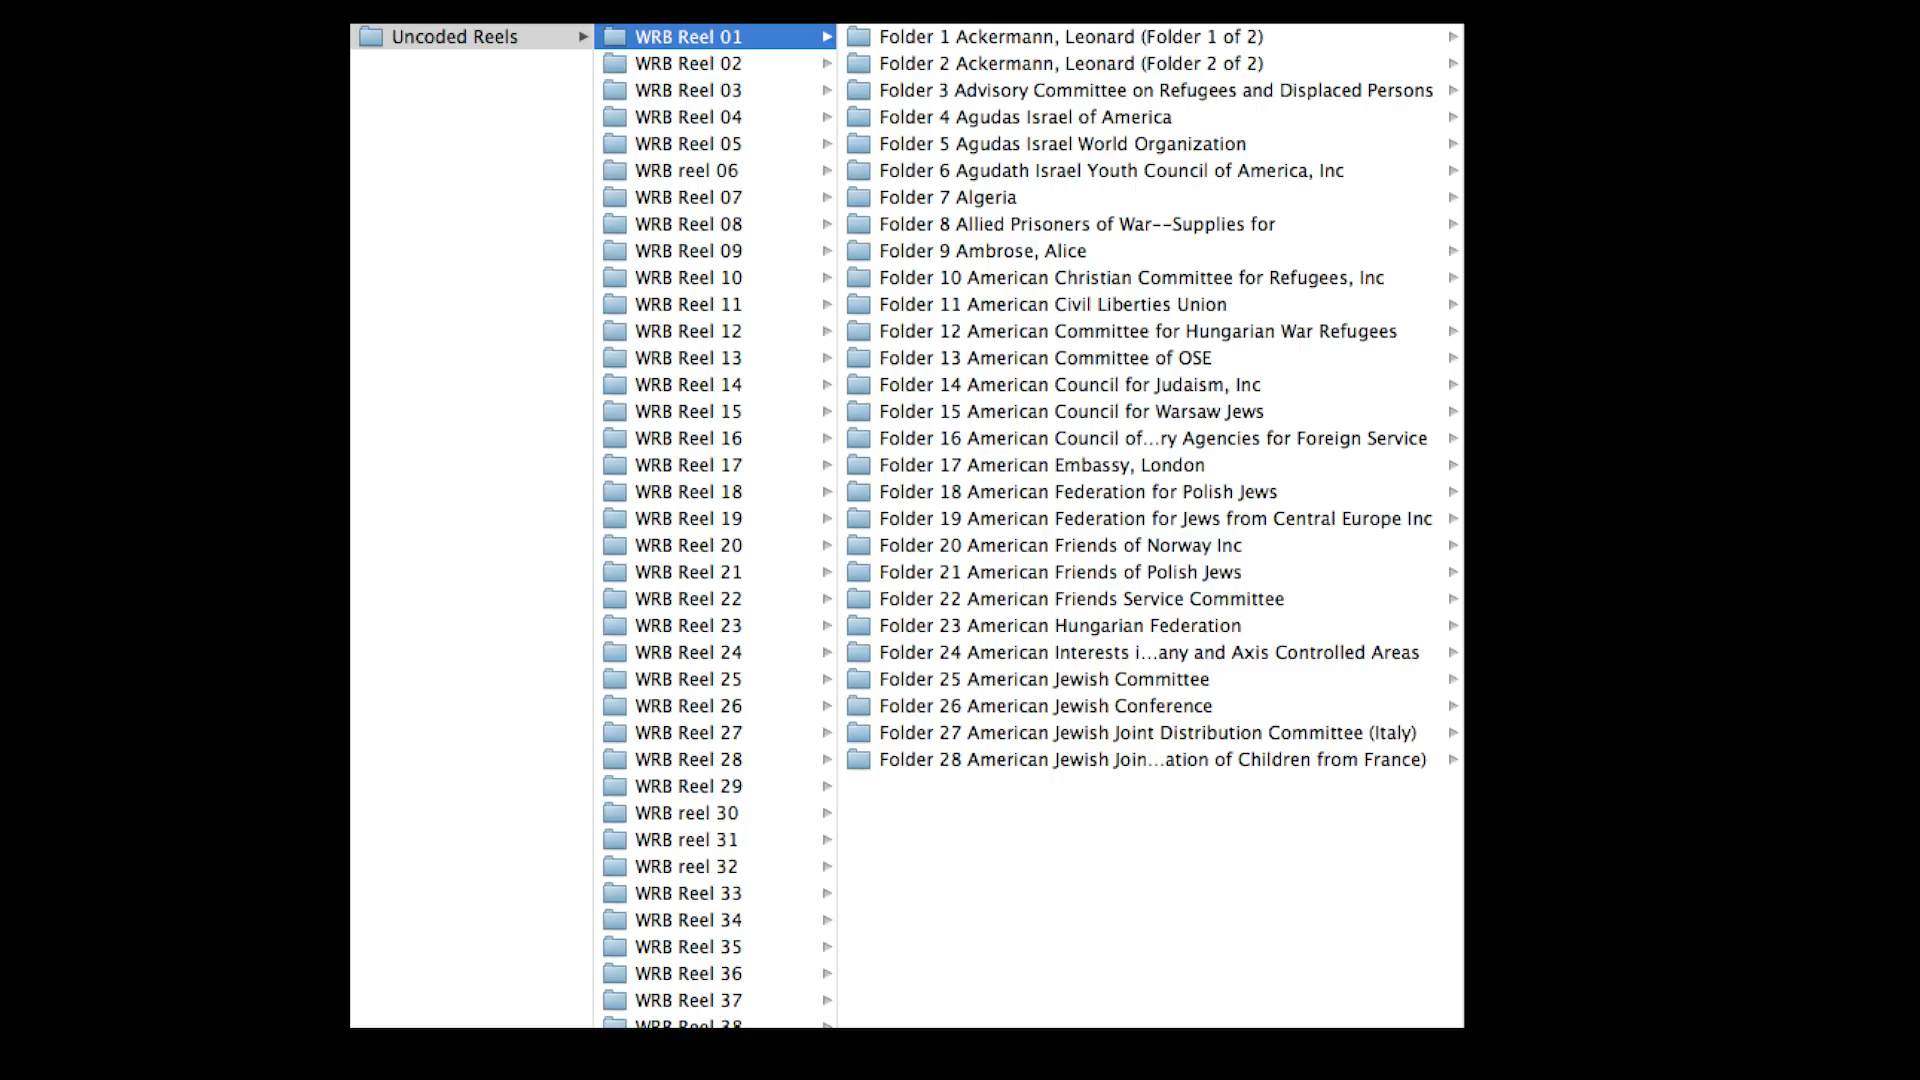 Uncoded Reels
WRB Reel 01
WRB Reel 02
WRB Reel 03
WRB Reel 04
WRB Reel 05
WRB reel 06
WRB Reel 07
WRB Reel 08
WRB Reel 09
WRB Reel 10
WRB Reel 11
WRB Reel 12
WRB Reel 13
WRB Reel 14
WRB Reel 15
WRB Reel 16
WRB Reel 17
WRB Reel 18
WRB Reel 19
WRB Reel 20
WRB Reel 21
WRB Reel 22
WRB Reel 23
WRB Reel 24
WRB Reel 25
WRB Reel 26
WRB Reel 27
WRB Reel 28
WRB Reel 29
WRB reel 30
WRB reel 31
WRB reel 32
WRB Reel 33
WRB Reel 34
WRB Reel 35
WRB Reel 36
WRB Reel 37
WRB Reel 38
Folder 1 Ackermann, Leonard (Folder 1 of 2)
Folder 2 Ackermann, Leonard (Folder 2 of 2)
Folder 3 Advisory Committee on Refugees and Displaced Persons
Folder 4 Agudas Israel of America
Folder 5 Agudas Israel World Organization
Folder 6 Agudath Israel Youth Council of America, Inc
Folder 7 Algeria
Folder 8 Allied Prisoners of War--Supplies for
Folder 9 Ambrose, Alice
Folder 10 American Christian Committee for Refugees, Inc
Folder 11 American Civil Liberties Union
Folder 12 American Committee for Hungarian War Refugees
Folder 13 American Committee of OSE
Folder 14 American Council for Judaism, Inc
Folder 15 American Council for Warsaw Jews
Folder 16 American Council of...ry Agencies for Foreign Service
Folder 17 American Embassy, London
Folder 18 American Federation for Polish Jews
Folder 19 American Federation for Jews from Central Europe Inc
Folder 20 American Friends of Norway Inc
Folder 21 American Friends of Polish Jews
Folder 22 American Friends Service Committee
Folder 23 American Hungarian Federation
Folder 24 American Interests i...any and Axis Controlled Areas
Folder 25 American Jewish Committee
Folder 26 American Jewish Conference
Folder 27 American Jewish Joint Distribution Committee (Italy)
Folder 28 American Jewish Join...ation of Children from France)